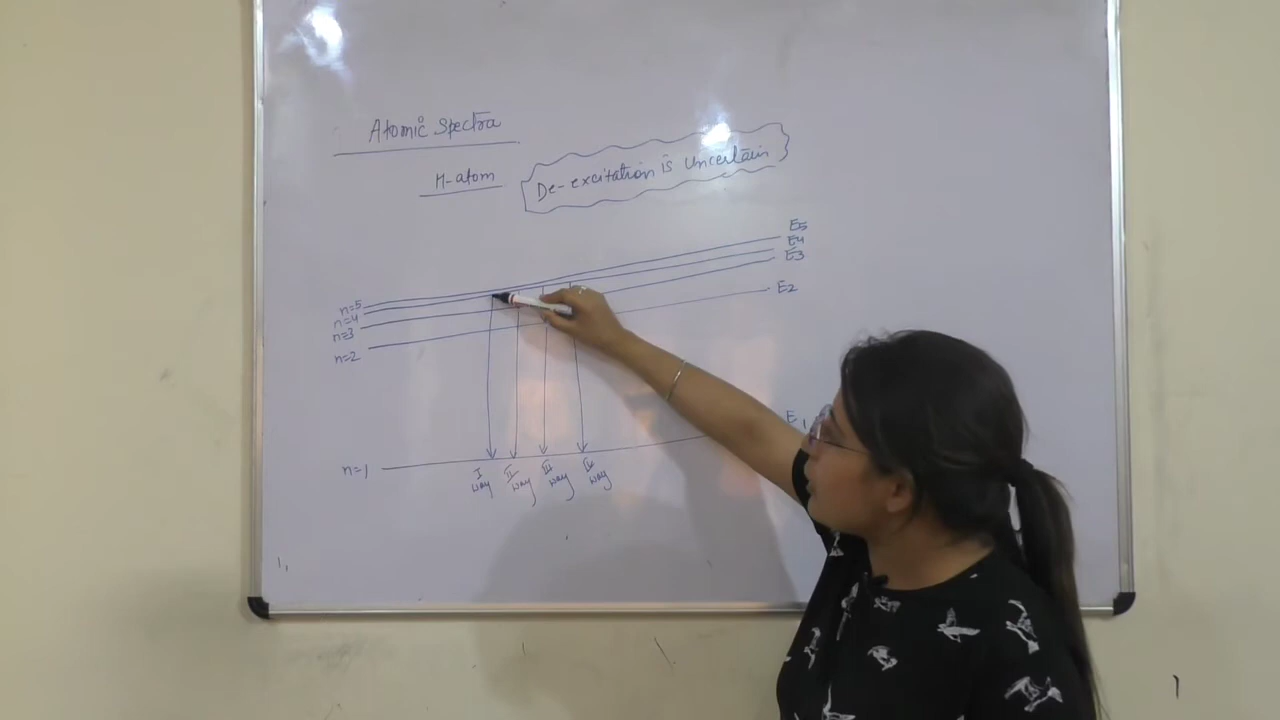 Atomic Spectra
H-atom
De-excitation is Uncertain
E5
E4
E3
E2
n=5
n=4
n=3
n=2
E1
n=1
I way
II way
III way
IV way